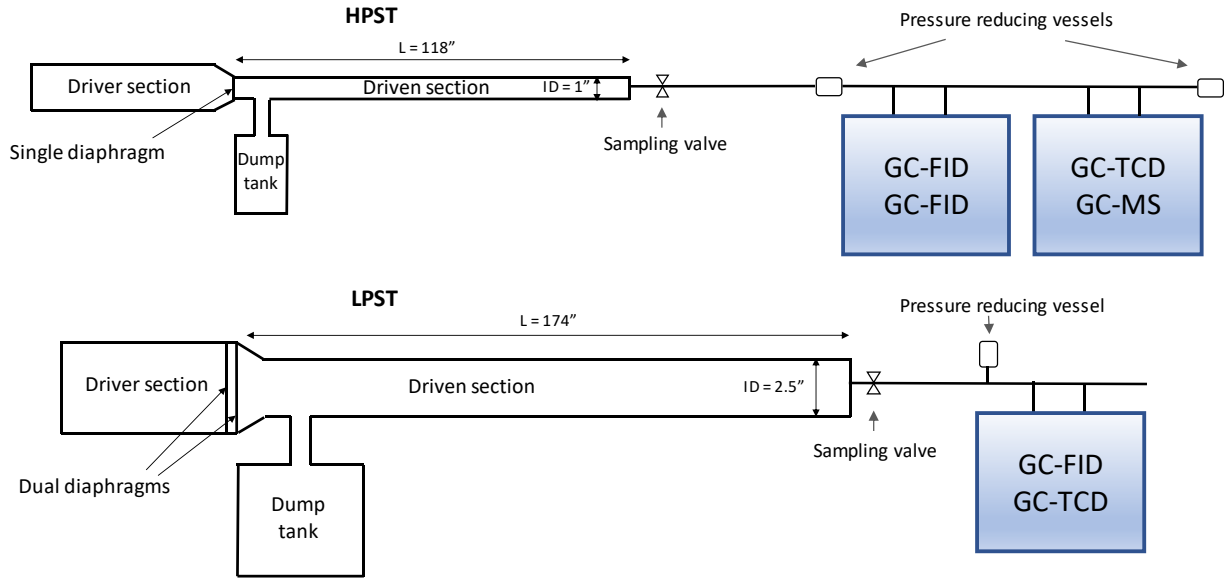 HPST
Pressure reducing vessels
L = 118”
Driver section
Driven section
ID = 1”
Single diaphragm
Dump
tank
Sampling valve
GC-FID
GC-FID
GC-TCD
GC-MS
LPST
Pressure reducing vessel
L = 174”
Driver section
Driven section
ID = 2.5”
Sampling valve
Dual diaphragms
Dump
tank
GC-FID
GC-TCD